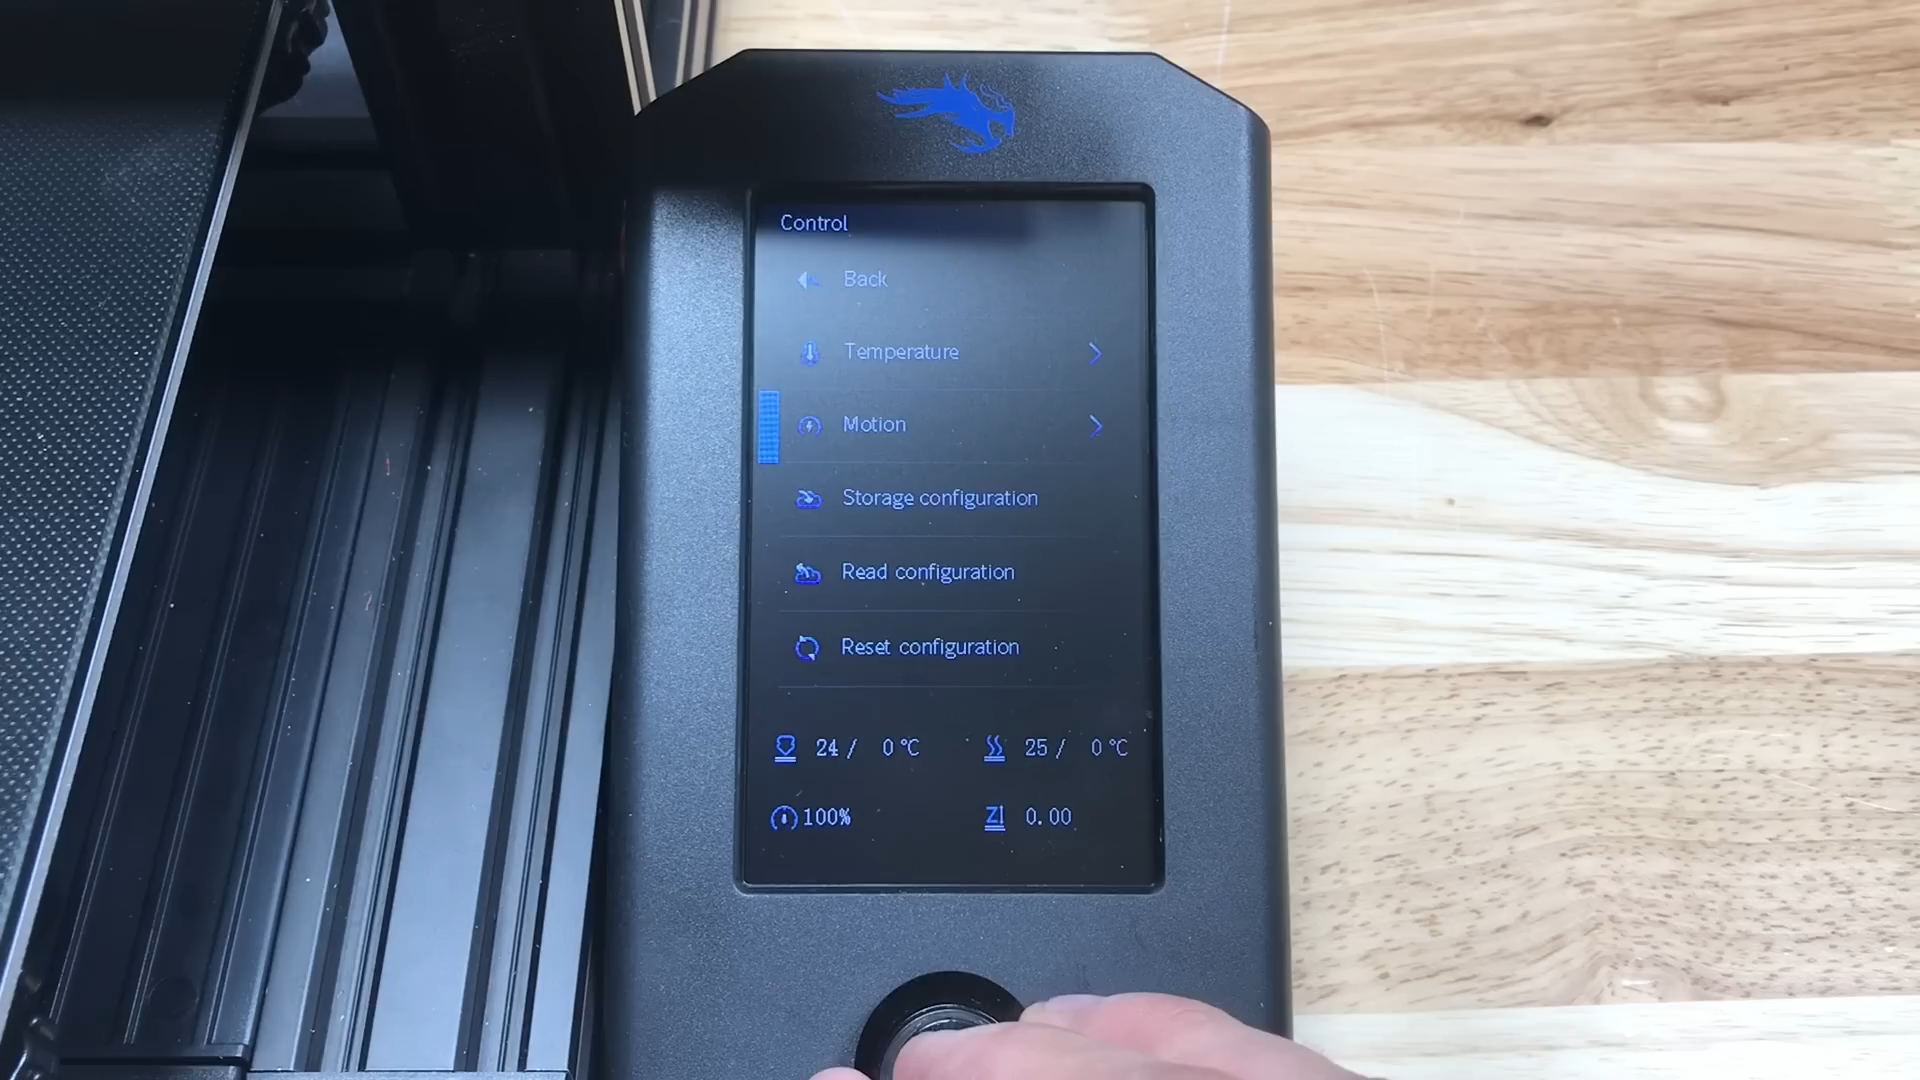 Control
Back
Temperature
Motion
Storage configuration
Read configuration
Reset configuration
24 / 0 ℃ 25 / 0 ℃
100% Z 0.00